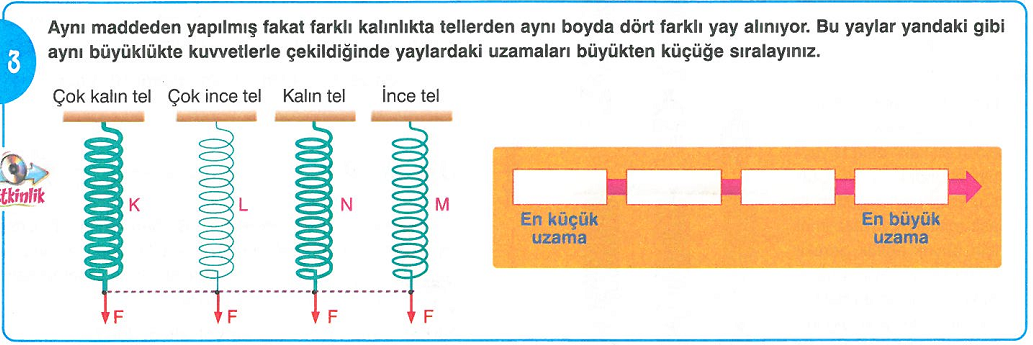 Aynı maddeden yapılmış fakat farklı kalınlıkta tellerden aynı boyda dört farklı yay alınıyor. Bu yaylar yandaki gibi
aynı büyüklükte kuvvetlerle çekildiğinde yaylardaki uzamaları büyükten küçüğe sıralayınız.
3
Çok kalın tel Çok ince tel Kalın tel İnce tel
etkinlik
K L N M
En küçük uzama
En büyük uzama
F F F F